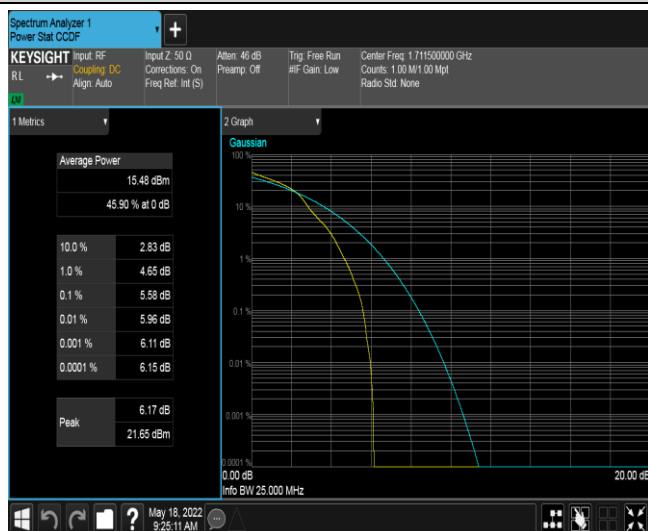 Spectrum Analyzer 1
Power Stat CCDF
+
KEYSIGHT Input: RF Input Z: 50 Ω Atten: 46 dB Trig: Free Run Center Freq: 1.711500000 GHz
RL Coupling: DC Corrections: On Preamp: Off #IF Gain: Low Counts: 1.00 M/1.00 Mpt
Align: Auto Freq Ref: Int (S) Radio Std: None
LXI
1 Metrics
2 Graph
Average Power
15.48 dBm
45.90 % at 0 dB
10.0 % 2.83 dB
1.0 % 4.65 dB
0.1 % 5.58 dB
0.01 % 5.96 dB
0.001 % 6.11 dB
0.0001 % 6.15 dB
Peak 6.17 dB
21.65 dBm
Gaussian
100 %
10 %
1 %
0.1 %
0.01 %
0.001 %
0.0001 %
0.00 dB 20.00 dB
Info BW 25.000 MHz
? May 18, 2022
9:25:11 AM